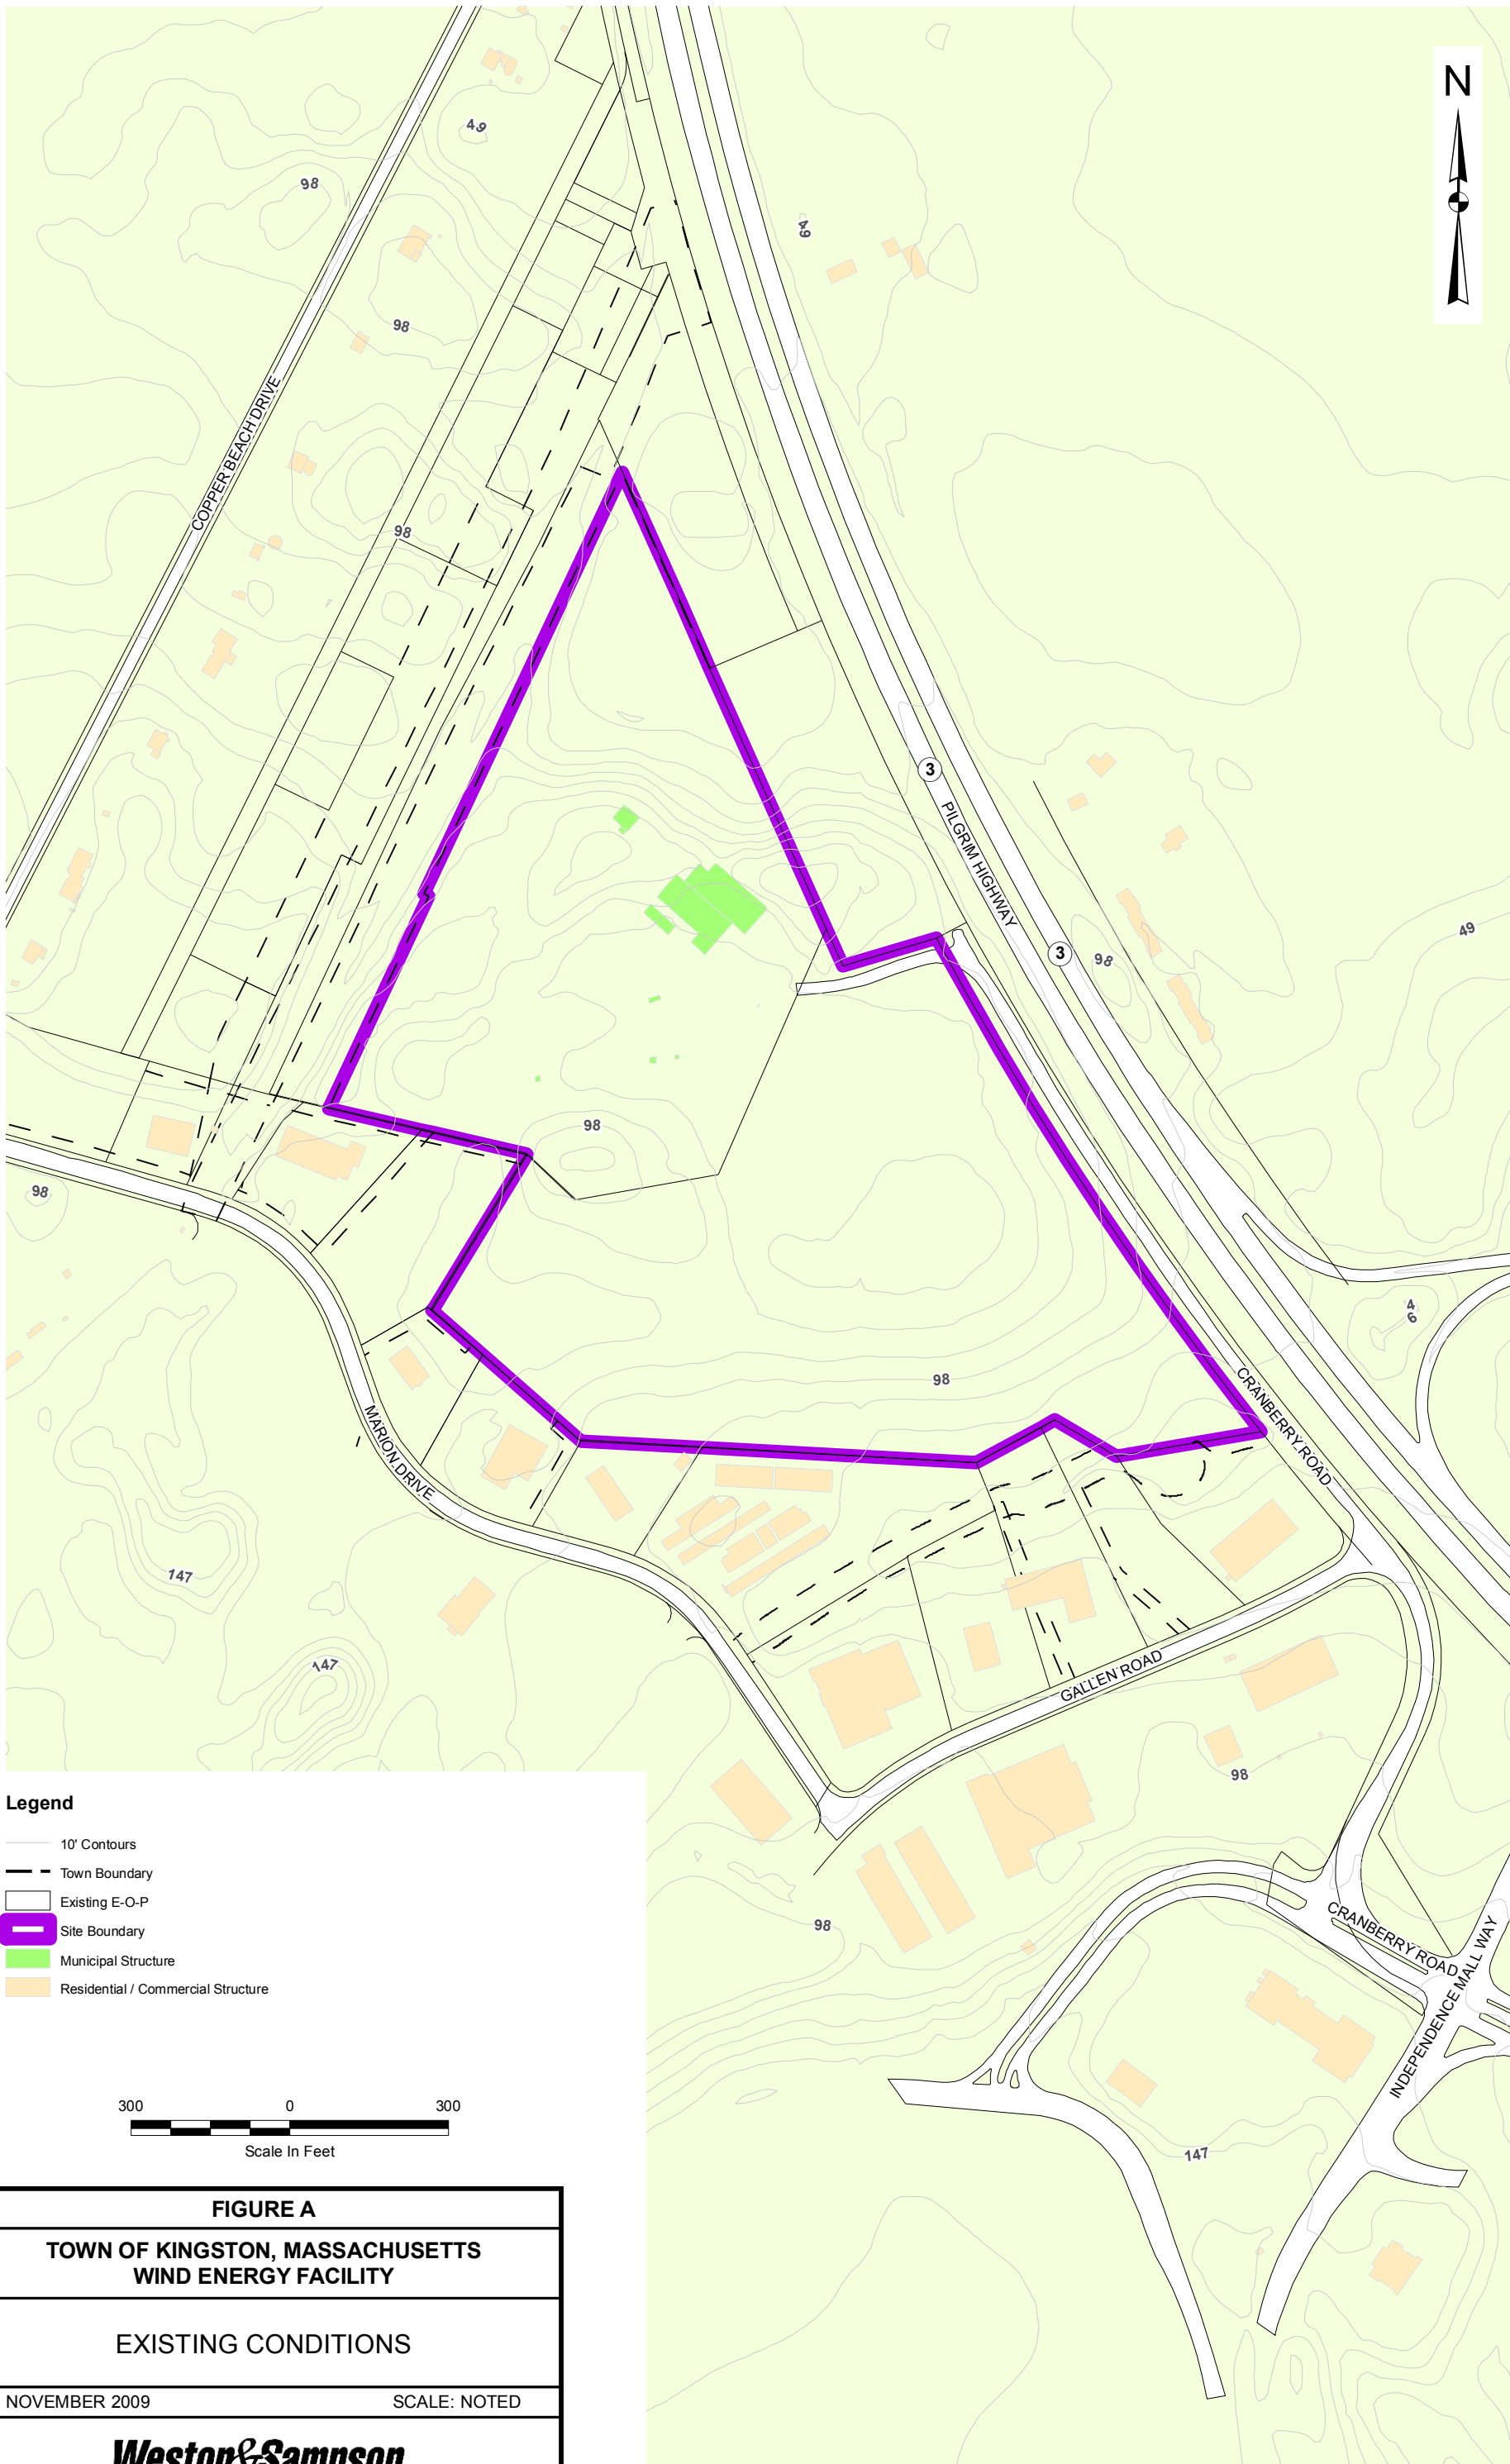 N
49
98
49
98
COPPER BEACH DRIVE
98
3
PILGRIM HIGHWAY
3
98
49
98
98
4
6
98
CRANBERRY ROAD
MARION DRIVE
147
147
GALLEN ROAD
98
98
CRANBERRY ROAD
INDEPENDENCE MALL WAY
147
Legend
10' Contours
Town Boundary
Existing E-O-P
Site Boundary
Municipal Structure
Residential / Commercial Structure
300 0 300
Scale In Feet
FIGURE A
TOWN OF KINGSTON, MASSACHUSETTS
WIND ENERGY FACILITY
EXISTING CONDITIONS
NOVEMBER 2009 SCALE: NOTED
Weston&Sampson